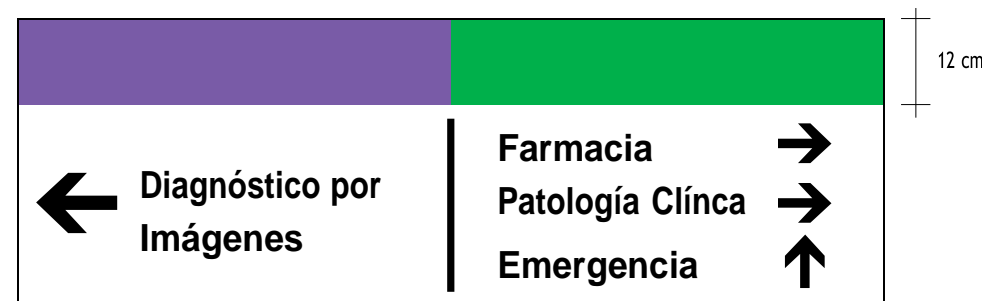 12 cm
Diagnóstico por
Imágenes
Farmacia
Patología Clínca
Emergencia